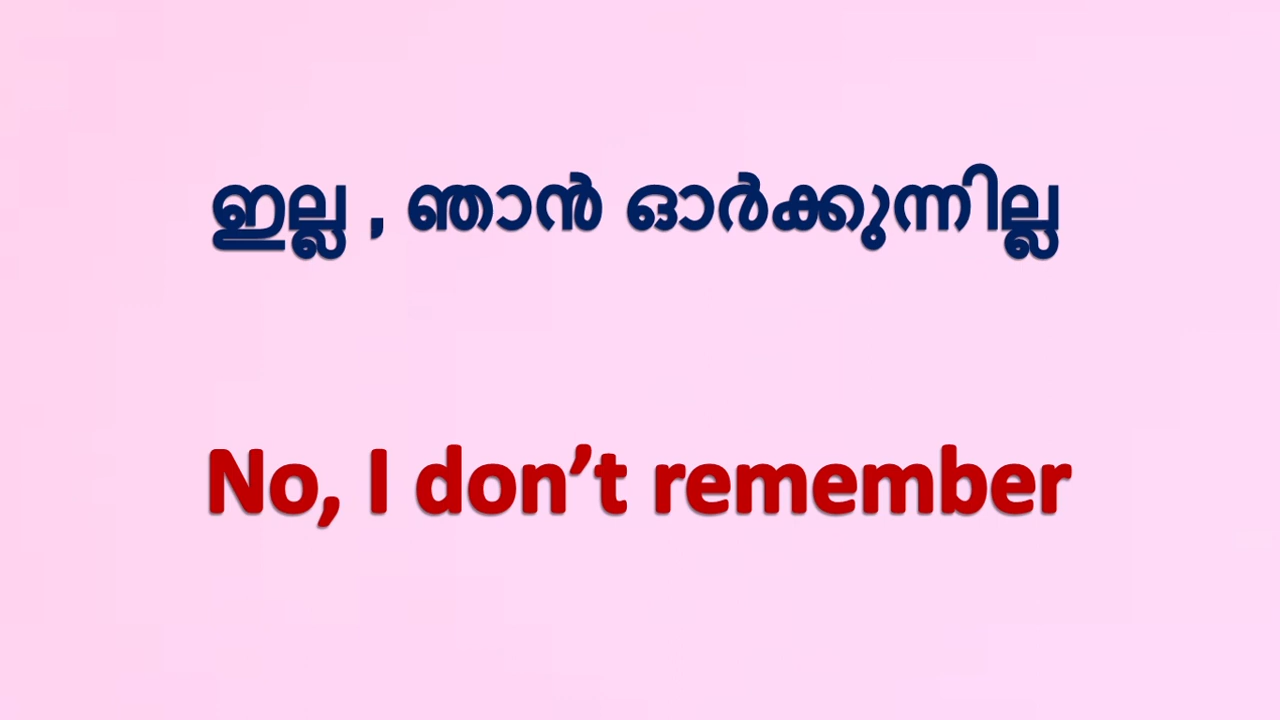 ഇല്ല , ഞാൻ ഓർക്കുന്നില്ല
No, I don’t remember